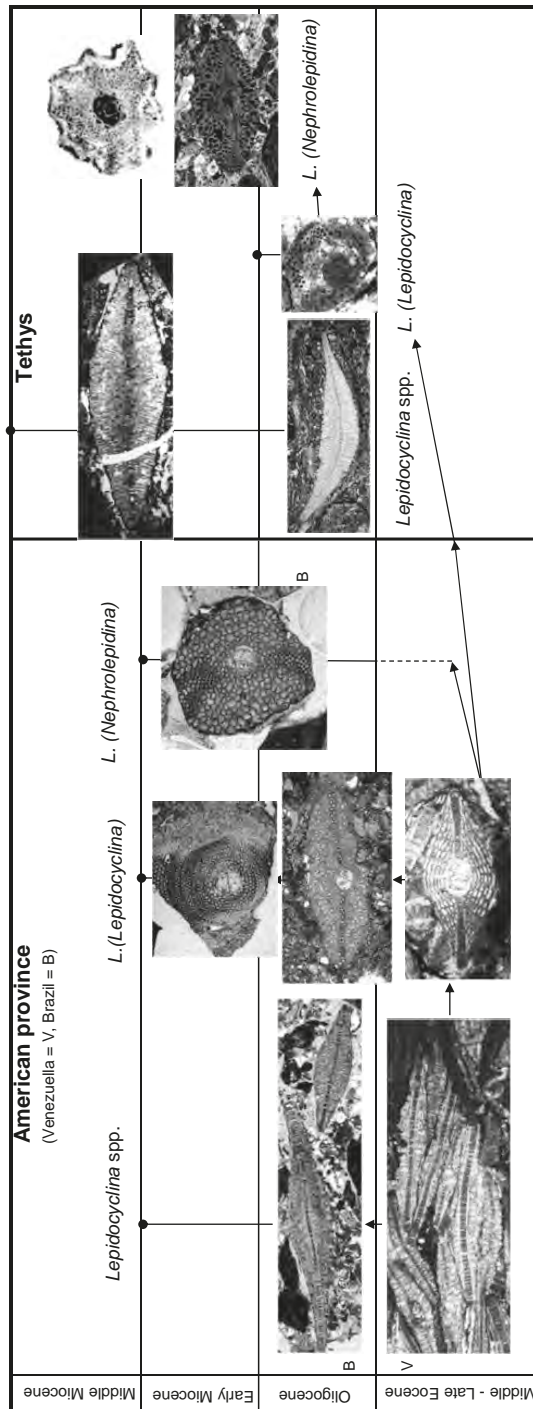 American province
(Venezuella = V, Brazil = B)
Tethys
Lepidocyclina spp.
L.(Lepidocyclina)
L. (Nephrolepidina)
Middle Miocene
Early Miocene
B
Oligocene
B
L. (Nephrolepidina)
Lepidocyclina spp.
L. (Lepidocyclina)
V
Middle - Late Eocene